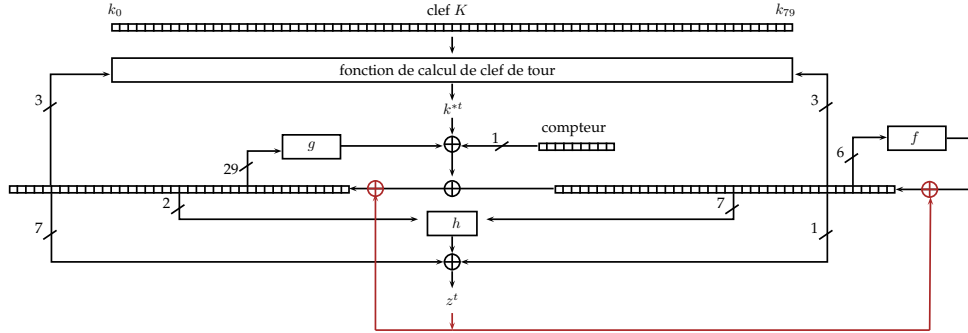 k₀ clef K k₇₉
fonction de calcul de clef de tour
3 k*ᵗ 3
compteur
g 1 f
29 6
2 7
7 h 1
zᵗ